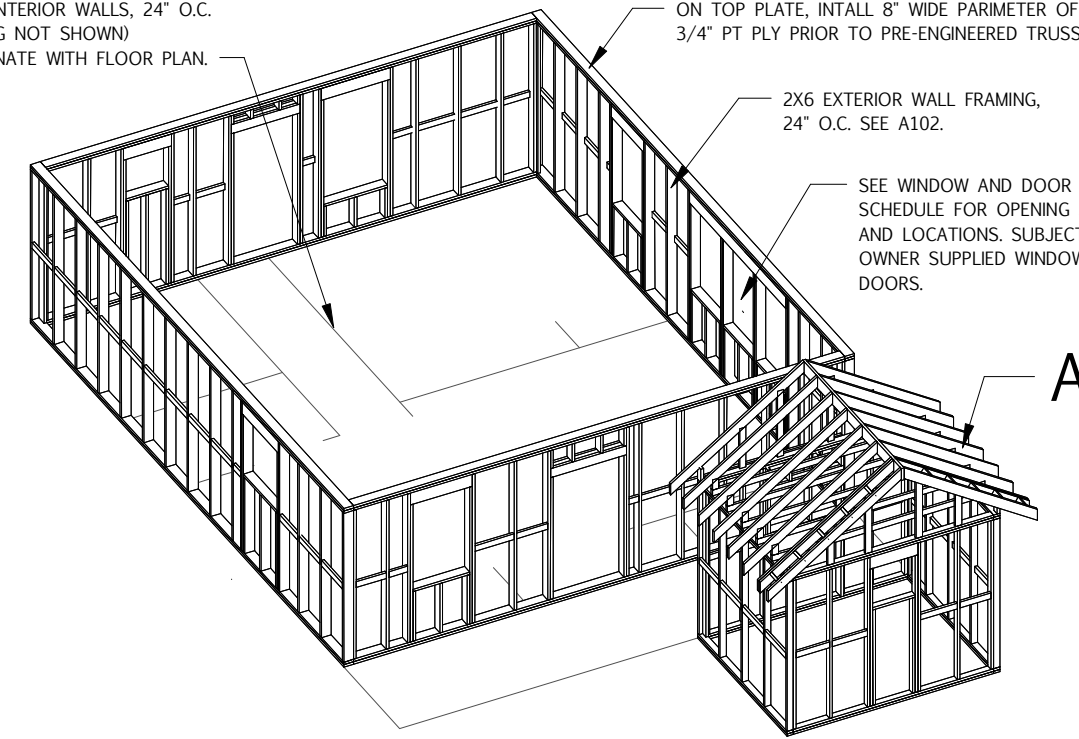 NTERIOR WALLS, 24" O.C.
G NOT SHOWN)
NATE WITH FLOOR PLAN.
ON TOP PLATE, INTALL 8" WIDE PARIMETER OF
3/4" PT PLY PRIOR TO PRE-ENGINEERED TRUSS
2X6 EXTERIOR WALL FRAMING,
24" O.C. SEE A102.
SEE WINDOW AND DOOR
SCHEDULE FOR OPENING
AND LOCATIONS. SUBJECT
OWNER SUPPLIED WINDOW
DOORS.
A